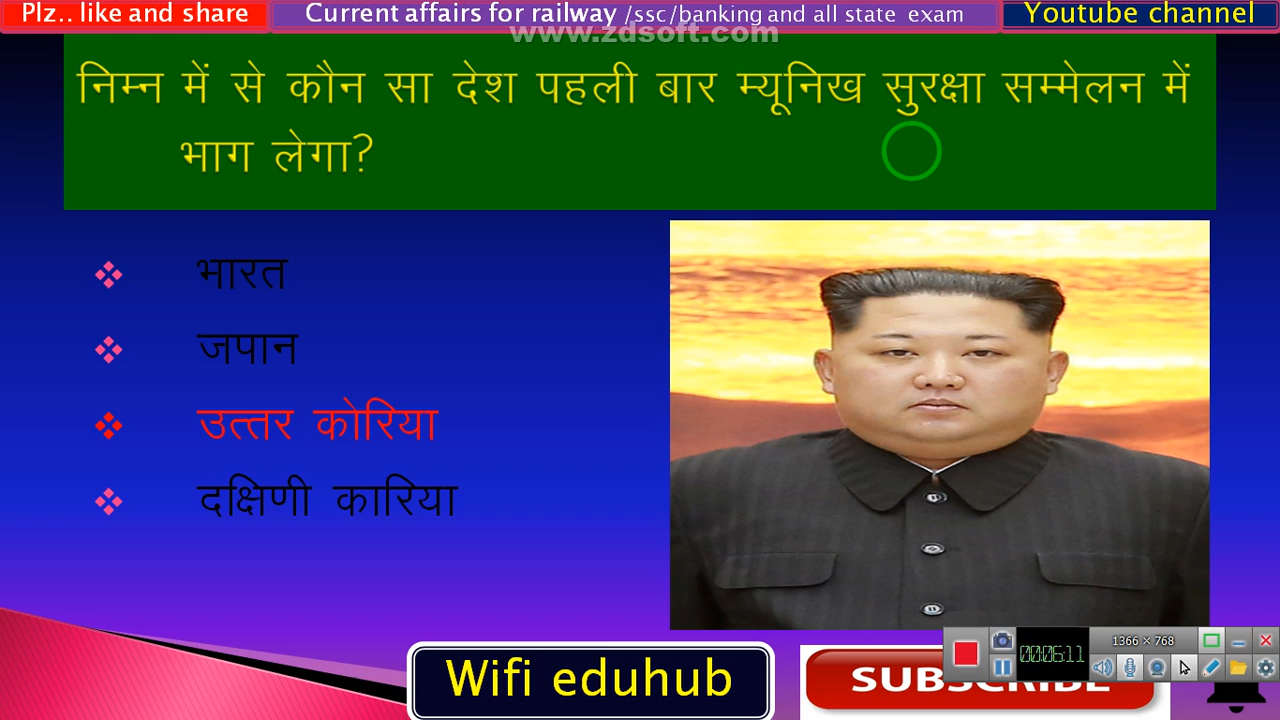 Plz.. like and share
Current affairs for railway /ssc/banking and all state exam
Youtube channel
www.zdsoft.com
निम्न में से कौन सा देश पहली बार म्यूनिख सुरक्षा सम्मेलन में
भाग लेगा?
भारत
जपान
उत्तर कोरिया
दक्षिणी कारिया
Wifi eduhub
SUBSCRIBE
1366 × 768
00:06:11